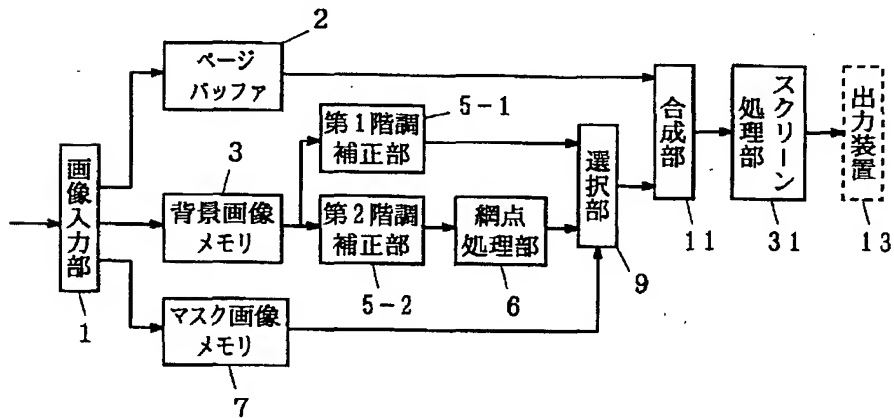 2
ページ
バッファ
5-1
第1階調
補正部
3
背景画像
メモリ
第2階調
補正部
5-2
網点
処理部
6
画像入力部
1
マスク画像
メモリ
7
選択部
9
合成部
11
スクリーン
処理部
31
出力装置
13